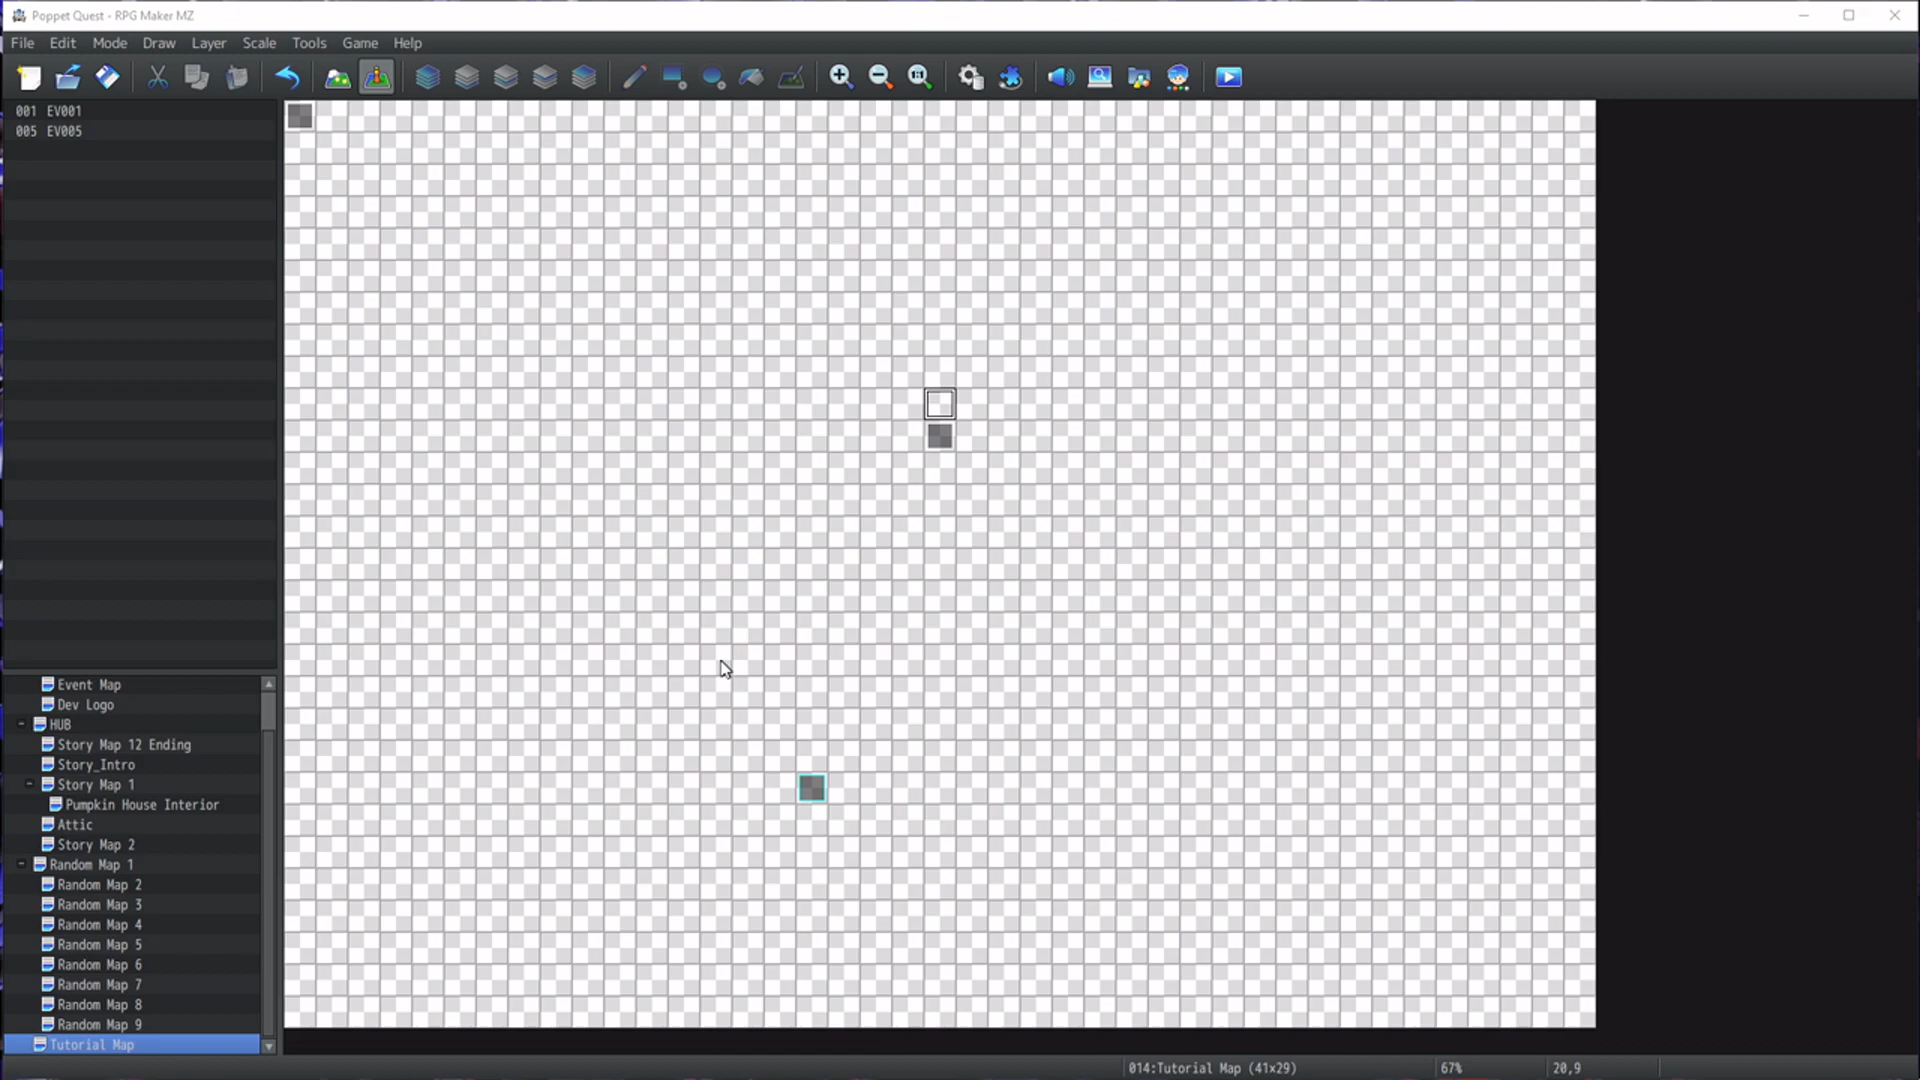 Poppet Quest - RPG Maker MZ
File Edit Mode Draw Layer Scale Tools Game Help
1:1
001 EV001
005 EV005
Event Map
Dev Logo
HUB
Story Map 12 Ending
Story_Intro
Story Map 1
Pumpkin House Interior
Attic
Story Map 2
Random Map 1
Random Map 2
Random Map 3
Random Map 4
Random Map 5
Random Map 6
Random Map 7
Random Map 8
Random Map 9
Tutorial Map
014:Tutorial Map (41x29) 67% 20,9